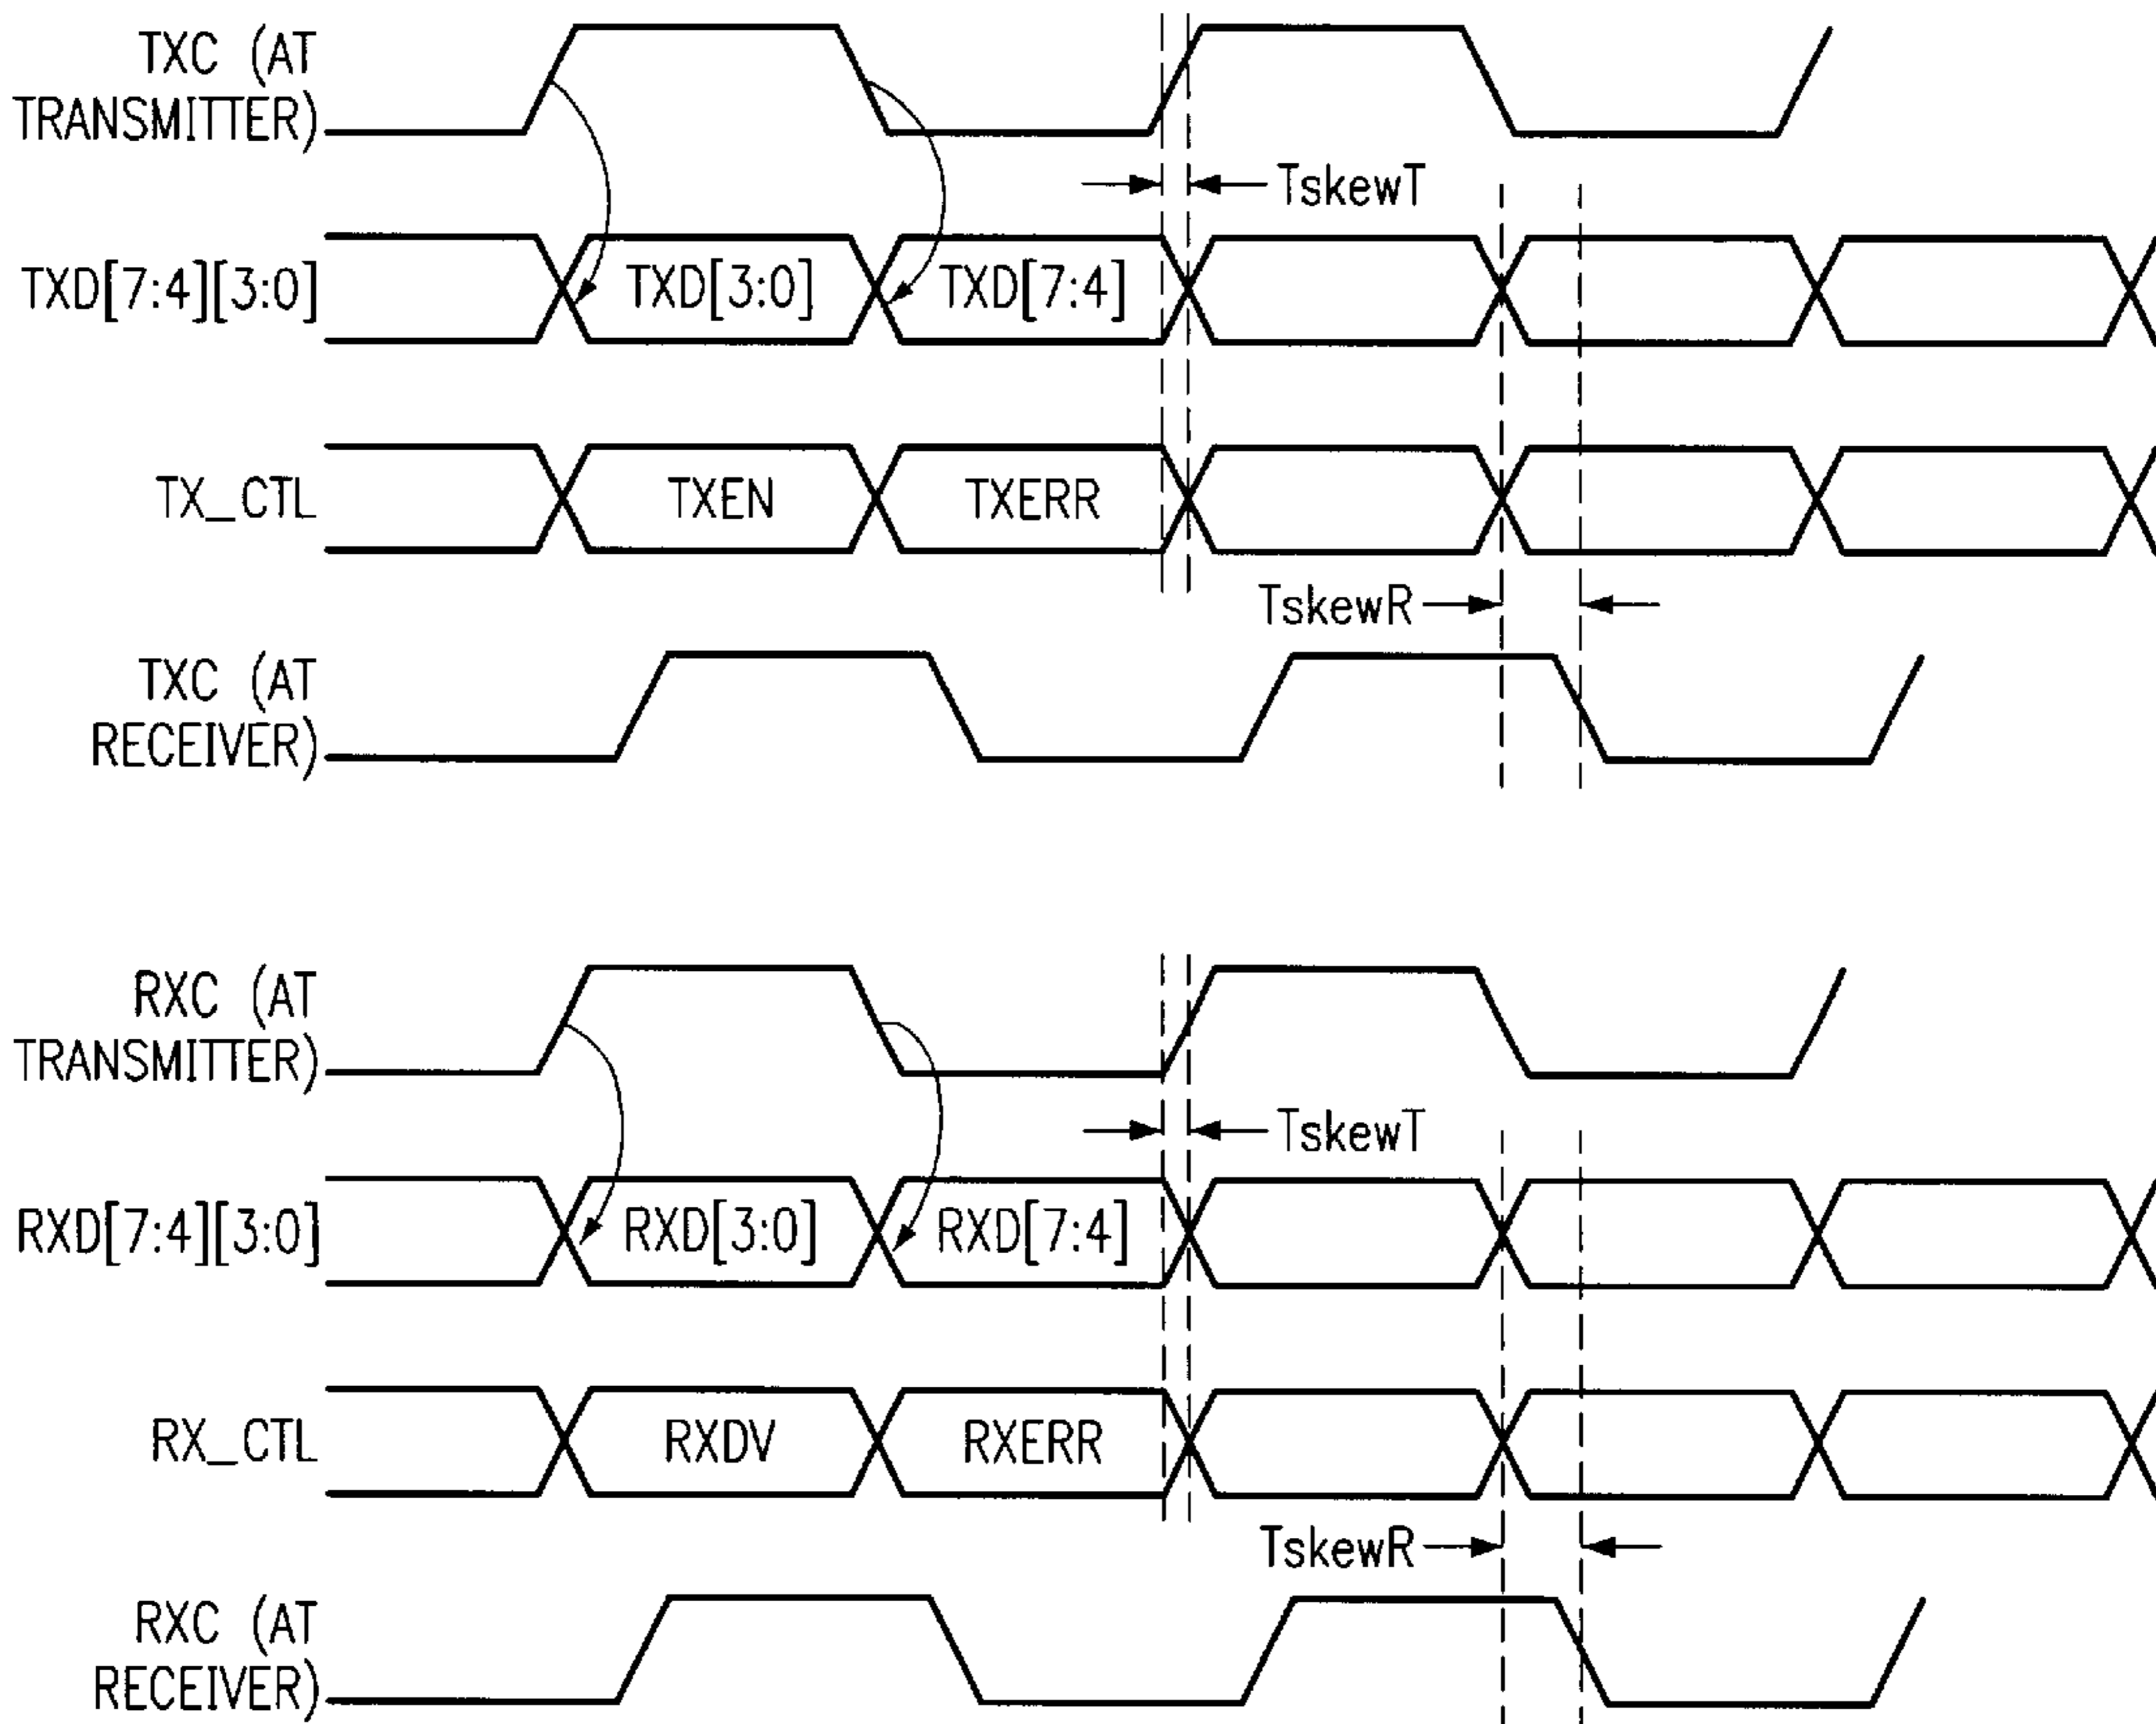 TXC (AT
TRANSMITTER)
TskewT
TXD[7:4][3:0]
TXD[3:0]
TXD[7:4]
TX_CTL
TXEN
TXERR
TskewR
TXC (AT
RECEIVER)
RXC (AT
TRANSMITTER)
TskewT
RXD[7:4][3:0]
RXD[3:0]
RXD[7:4]
RX_CTL
RXDV
RXERR
TskewR
RXC (AT
RECEIVER)